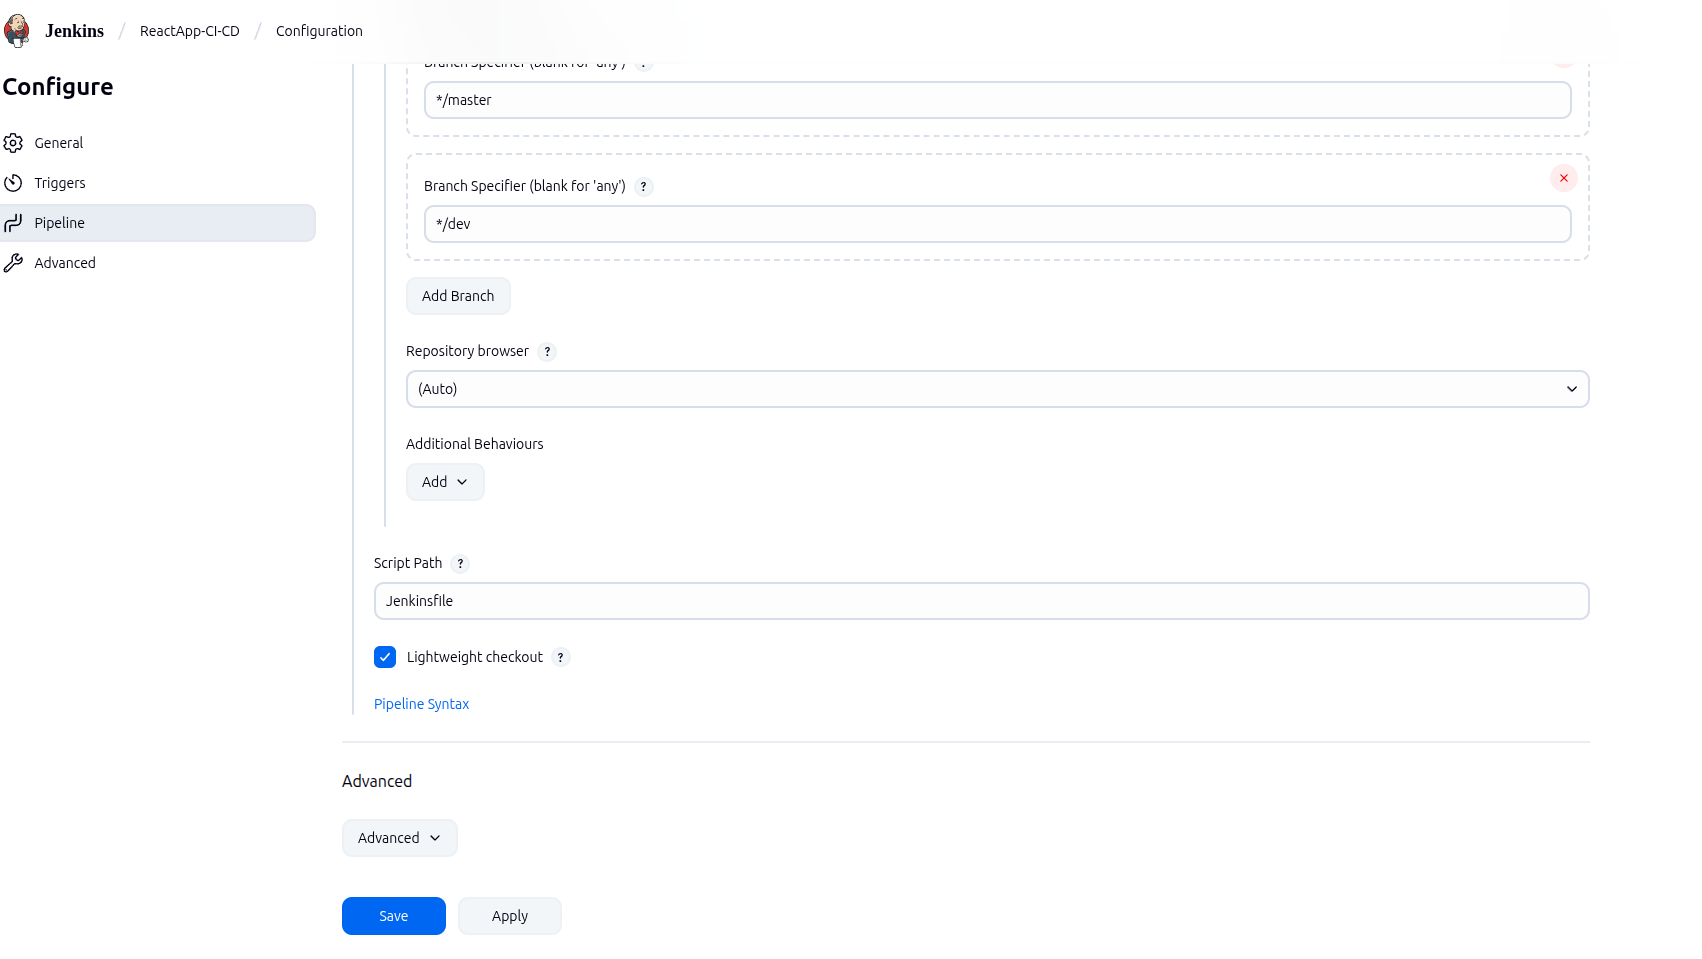 Jenkins / ReactApp-CI-CD / Configuration
Configure
General
Triggers
Pipeline
Advanced
Branch Specifier (blank for 'any') ?
*/master
Branch Specifier (blank for 'any') ?
*/dev
Add Branch
Repository browser ?
(Auto)
Additional Behaviours
Add
Script Path ?
Jenkinsfile
Lightweight checkout ?
Pipeline Syntax
Advanced
Advanced
Save
Apply